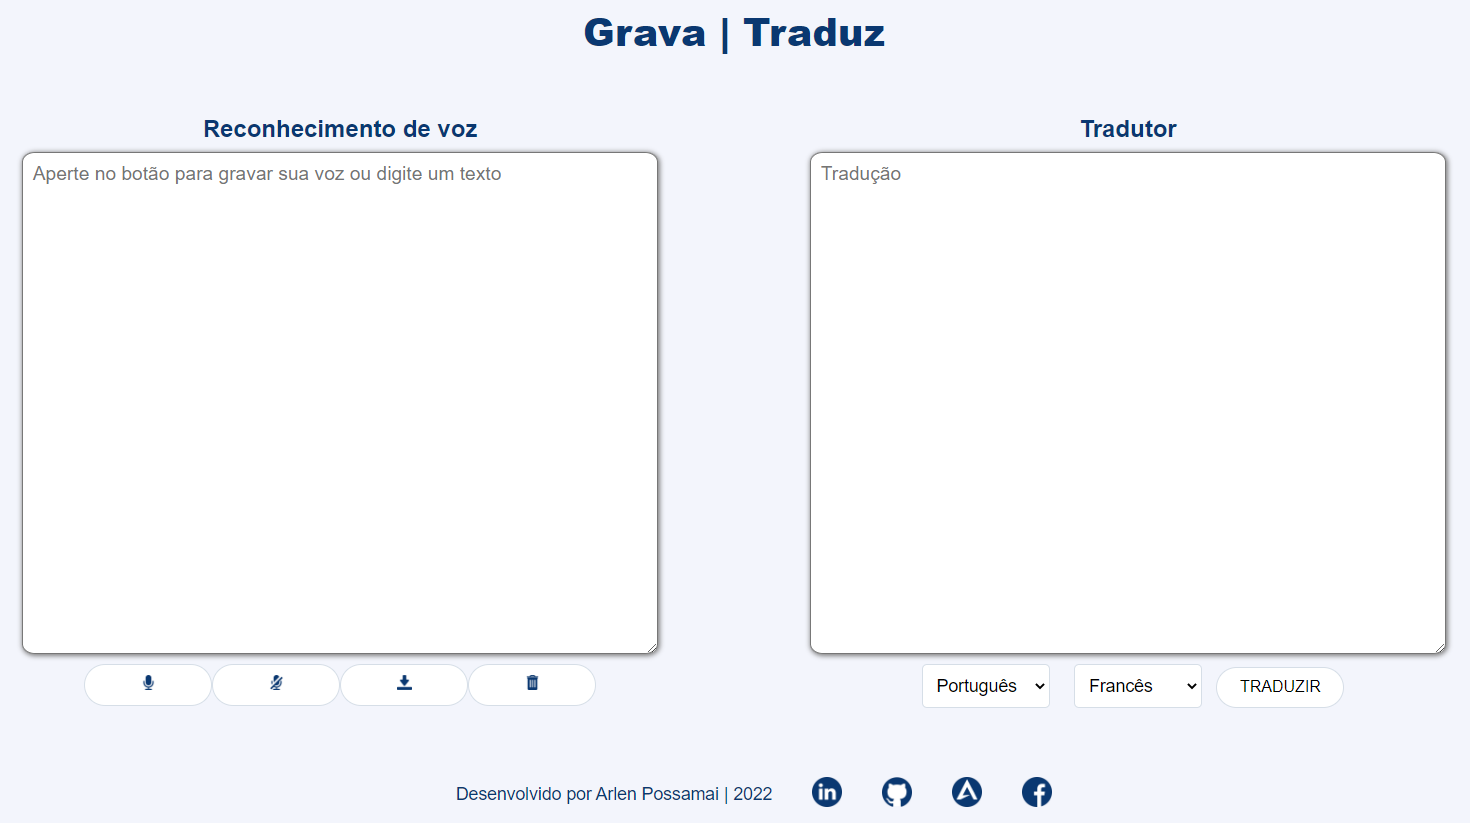 Grava | Traduz
Reconhecimento de voz
Aperte no botão para gravar sua voz ou digite um texto
Tradutor
Tradução
Português
Francês
TRADUZIR
Desenvolvido por Arlen Possamai | 2022
in